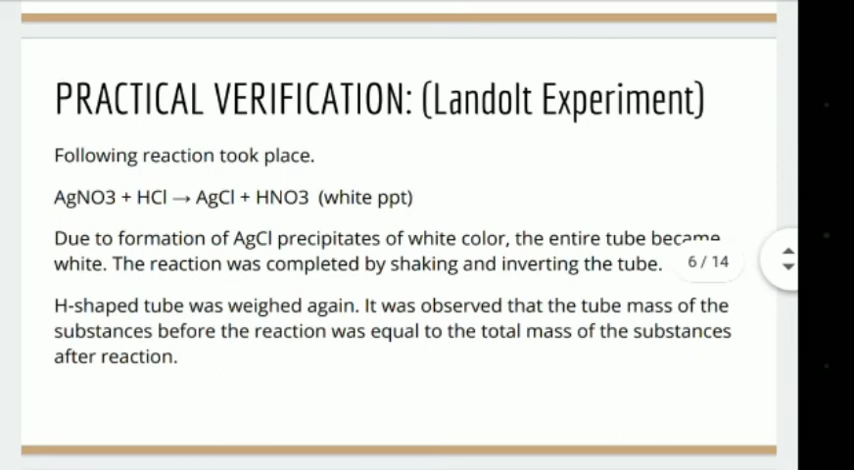 PRACTICAL VERIFICATION: (Landolt Experiment)
Following reaction took place.
AgNO3 + HCl → AgCl + HNO3 (white ppt)
Due to formation of AgCl precipitates of white color, the entire tube became
white. The reaction was completed by shaking and inverting the tube.
6 / 14
H-shaped tube was weighed again. It was observed that the tube mass of the
substances before the reaction was equal to the total mass of the substances
after reaction.